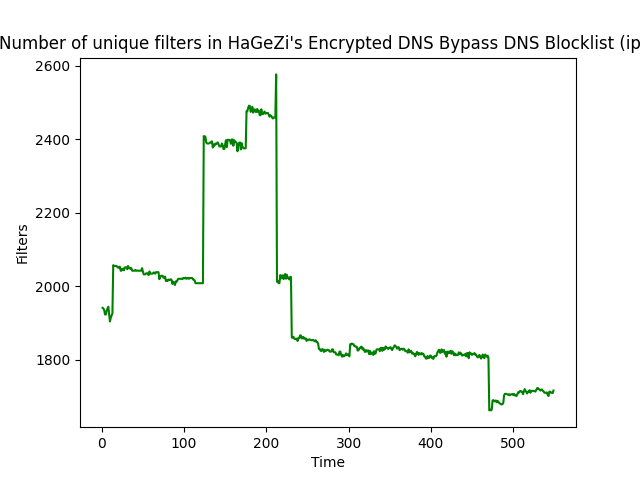 Number of unique filters in HaGeZi's Encrypted DNS Bypass DNS Blocklist (ip
2600
2400
2200
2000
1800
Filters
0 100 200 300 400 500
Time